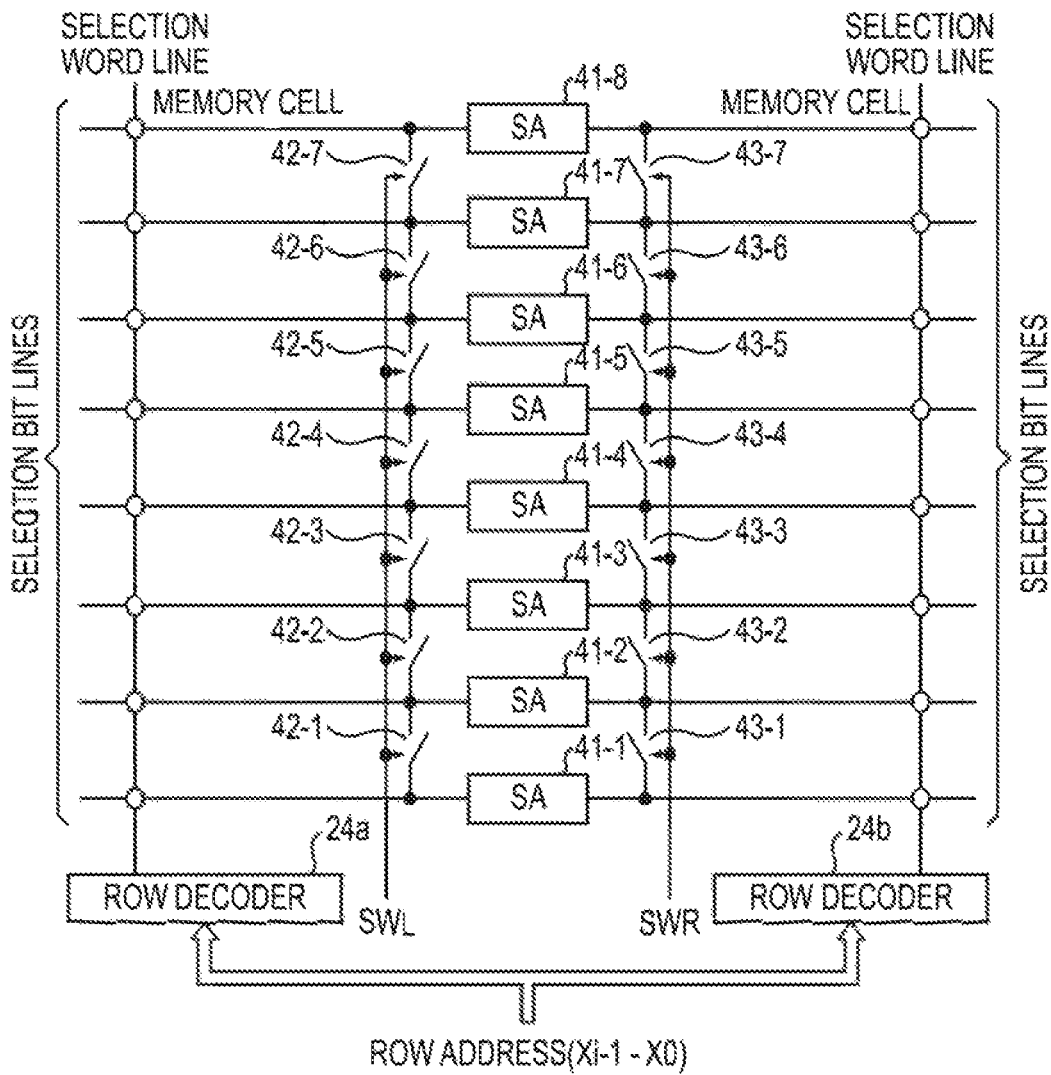 SELECTION
WORD LINE
SELECTION
WORD LINE
MEMORY CELL
41-8
MEMORY CELL
SA
42-7
43-7
41-7
SA
42-6
43-6
41-6
SA
42-5
43-5
41-5
SA
42-4
43-4
41-4
SA
42-3
43-3
41-3
SA
42-2
43-2
41-2
SA
42-1
43-1
41-1
SA
SELECTION BIT LINES
SELECTION BIT LINES
24a
24b
ROW DECODER
ROW DECODER
SWL
SWR
ROW ADDRESS(Xi-1 - X0)